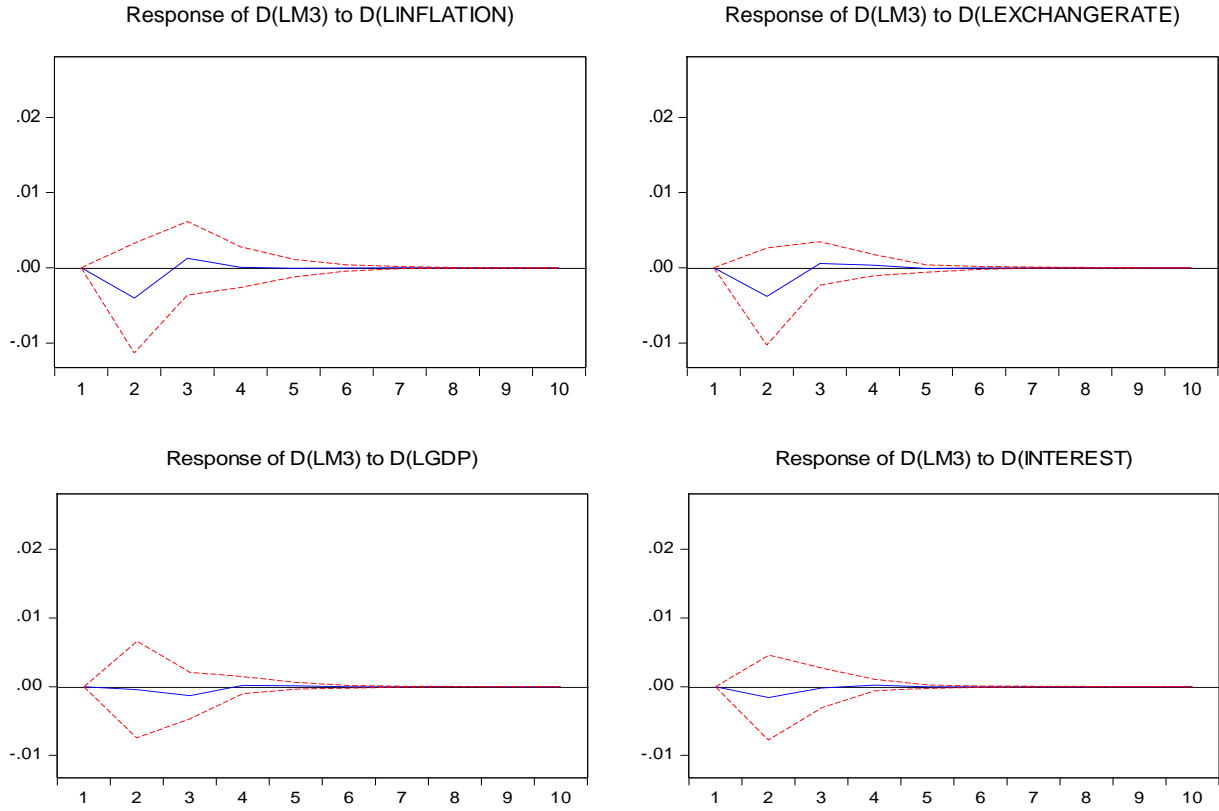 Response of D(LM3) to D(LINFLATION)
.02
.01
.00
-.01
1 2 3 4 5 6 7 8 9 10
Response of D(LM3) to D(LEXCHANGERATE)
.02
.01
.00
-.01
1 2 3 4 5 6 7 8 9 10
Response of D(LM3) to D(LGDP)
.02
.01
.00
-.01
1 2 3 4 5 6 7 8 9 10
Response of D(LM3) to D(INTEREST)
.02
.01
.00
-.01
1 2 3 4 5 6 7 8 9 10